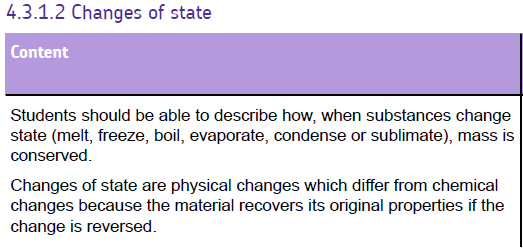 4.3.1.2 Changes of state
Content
Students should be able to describe how, when substances change
state (melt, freeze, boil, evaporate, condense or sublimate), mass is
conserved.
Changes of state are physical changes which differ from chemical
changes because the material recovers its original properties if the
change is reversed.